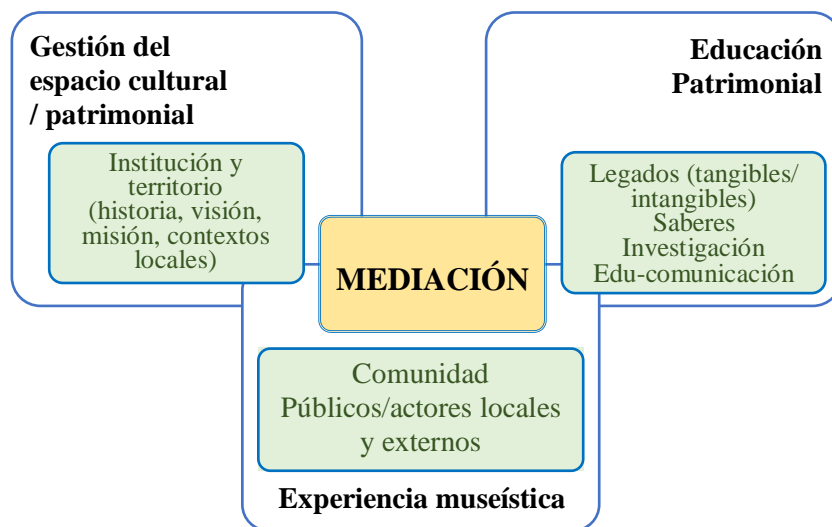 Gestión del
espacio cultural
/ patrimonial
Institución y
territorio
(historia, visión,
misión, contextos
locales)
Educación
Patrimonial
Legados (tangibles/
intangibles)
Saberes
Investigación
Edu-comunicación
MEDIACIÓN
Comunidad
Públicos/actores locales
y externos
Experiencia museística